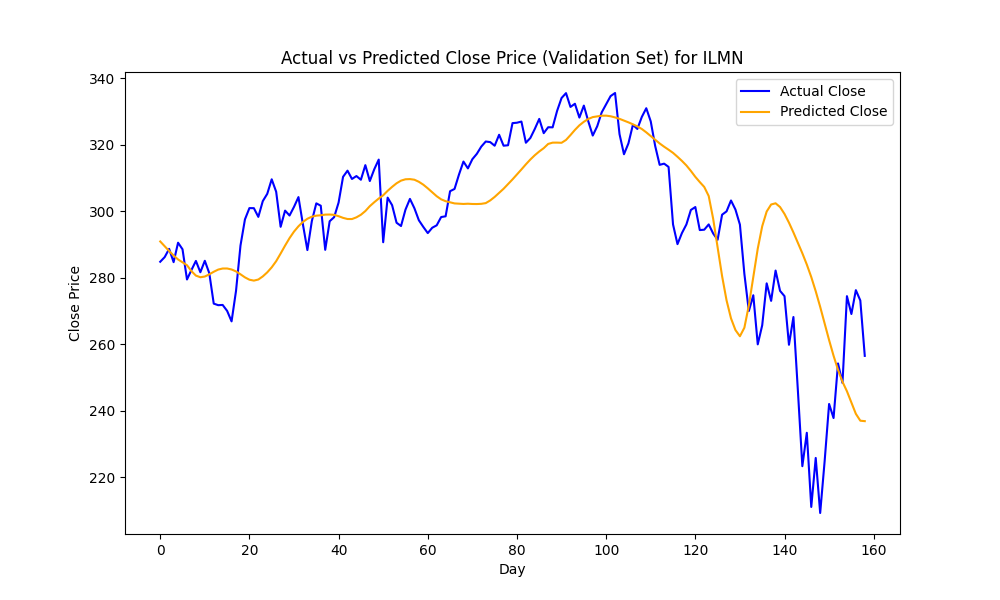 Actual vs Predicted Close Price (Validation Set) for ILMN
Actual Close
Predicted Close
Close Price
340
320
300
280
260
240
220
0 20 40 60 80 100 120 140 160
Day